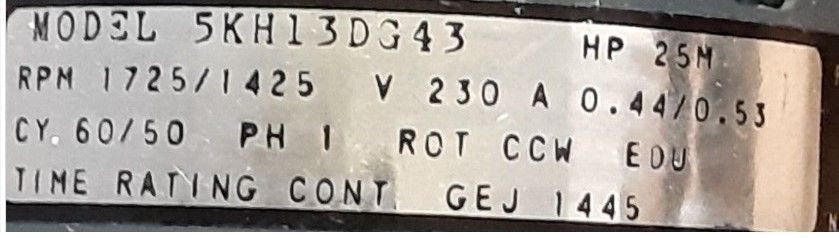 MODEL 5KH13DG43 HP 25M
RPM 1725/1425 V 230 A 0.44/0.53
CY. 60/50 PH 1 ROT CCW EDU
TIME RATING CONT. GEJ 1445